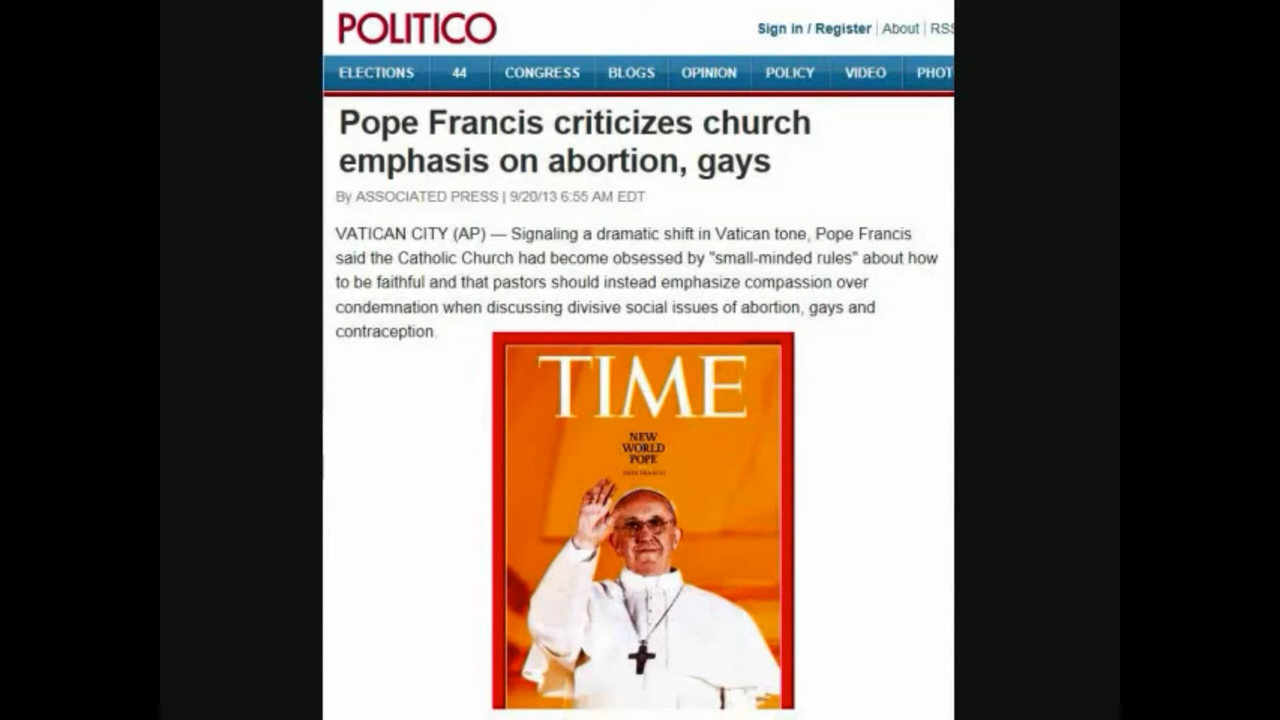 POLITICO
Sign in / Register | About | RSS
ELECTIONS 44 CONGRESS BLOGS OPINION POLICY VIDEO PHOT
Pope Francis criticizes church
emphasis on abortion, gays
By ASSOCIATED PRESS | 9/20/13 6:55 AM EDT
VATICAN CITY (AP) — Signaling a dramatic shift in Vatican tone, Pope Francis
said the Catholic Church had become obsessed by "small-minded rules" about how
to be faithful and that pastors should instead emphasize compassion over
condemnation when discussing divisive social issues of abortion, gays and
contraception.
TIME
NEW
WORLD
POPE